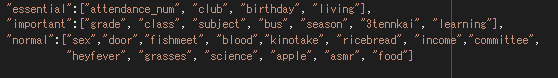 "essential":["attendance_num", "club", "birthday", "living"],
"important":["grade", "class", "subject", "bus", "season", "3tennkai", "learning"],
"normal":["sex","door","fishmeet", "blood","kinotake", "ricebread", "income","committee",
"heyfever", "grasses", "science", "apple", "asmr", "food"]